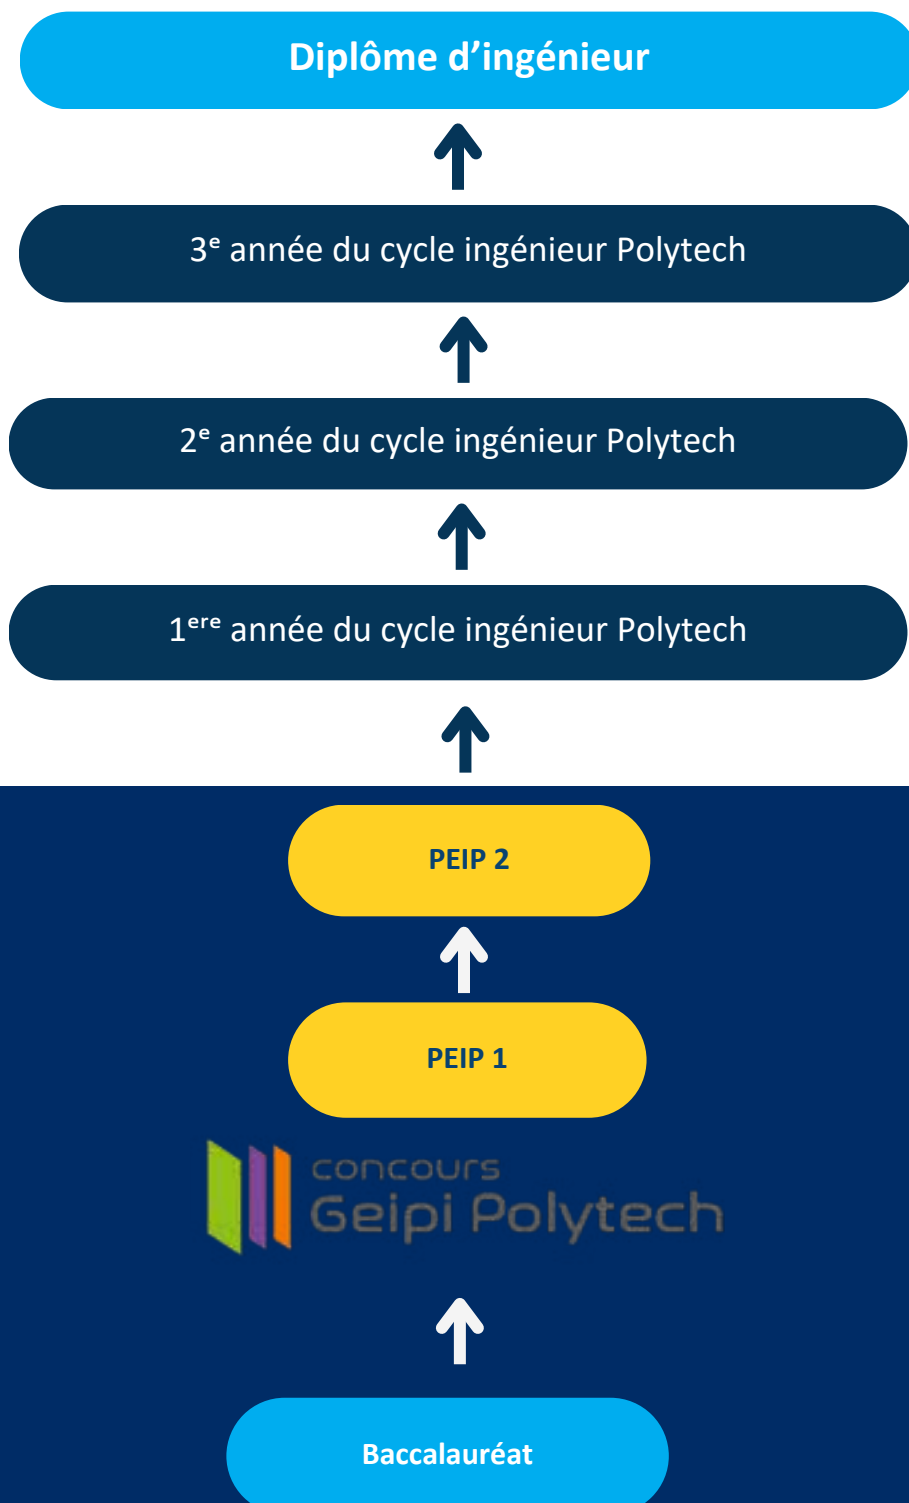 Diplôme d’ingénieur
3ᵉ année du cycle ingénieur Polytech
2ᵉ année du cycle ingénieur Polytech
1ᵉʳᵉ année du cycle ingénieur Polytech
PEIP 2
PEIP 1
concours
Geipi Polytech
Baccalauréat